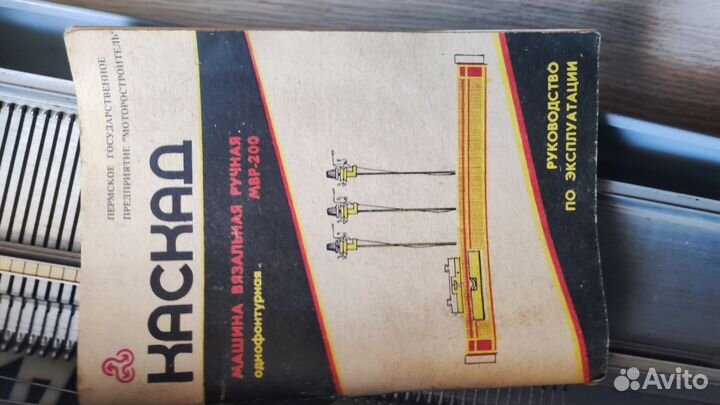 ПЕРМСКОЕ ГОСУДАРСТВЕННОЕ
ПРЕДПРИЯТИЕ "МОТОРОСТРОИТЕЛЬ"
КАСКАД
МАШИНА ВЯЗАЛЬНАЯ РУЧНАЯ
однофонтурная МВР-200
РУКОВОДСТВО
ПО ЭКСПЛУАТАЦИИ
Avito